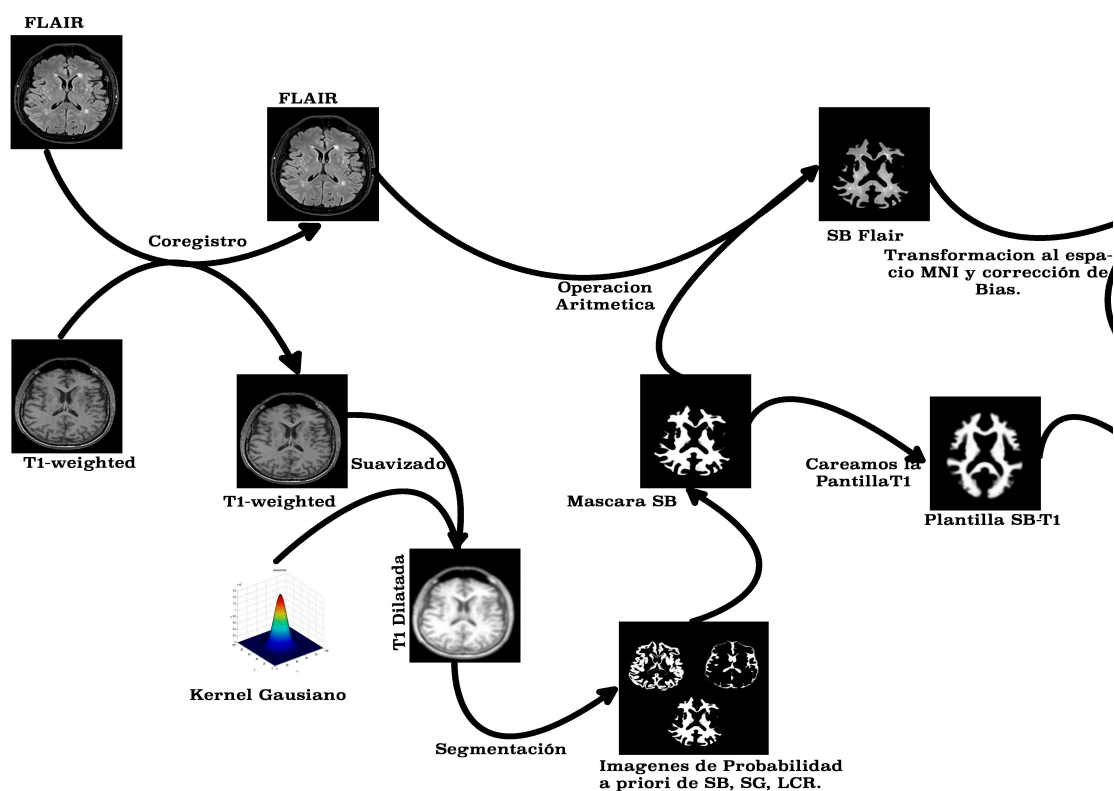 FLAIR
FLAIR
Coregistro
SB Flair
Transformacion al espa-
cio MNI y corrección de
Bias.
Operacion
Aritmetica
T1-weighted
Suavizado
T1-weighted
Careamos la
PantillaT1
Mascara SB
Plantilla SB-T1
T1 Dilatada
Kernel Gausiano
Segmentación
Imagenes de Probabilidad
a priori de SB, SG, LCR.